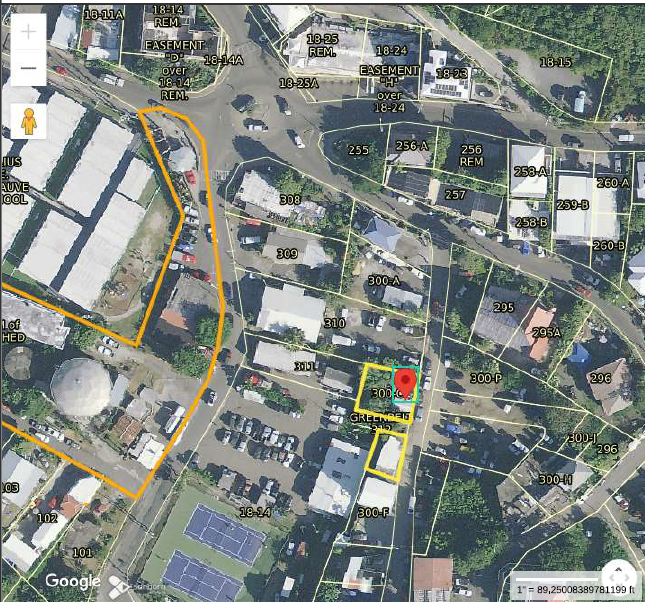 18-11A
18-14
REM.
EASEMENT
"D"
over
18-14
REM.
18-14A
18-25
REM.
18-24
EASEMENT
"H"
over
18-24
18-25A
18-23
18-15
255
256-A
256
REM
257
258-A
258-B
259-B
260-A
260-B
308
309
300-A
310
311
295
295A
296
300-P
GREENBELT
300-J
296
300-H
18-14
300-F
103
102
101
Google
1" = 89,25008389781199 ft